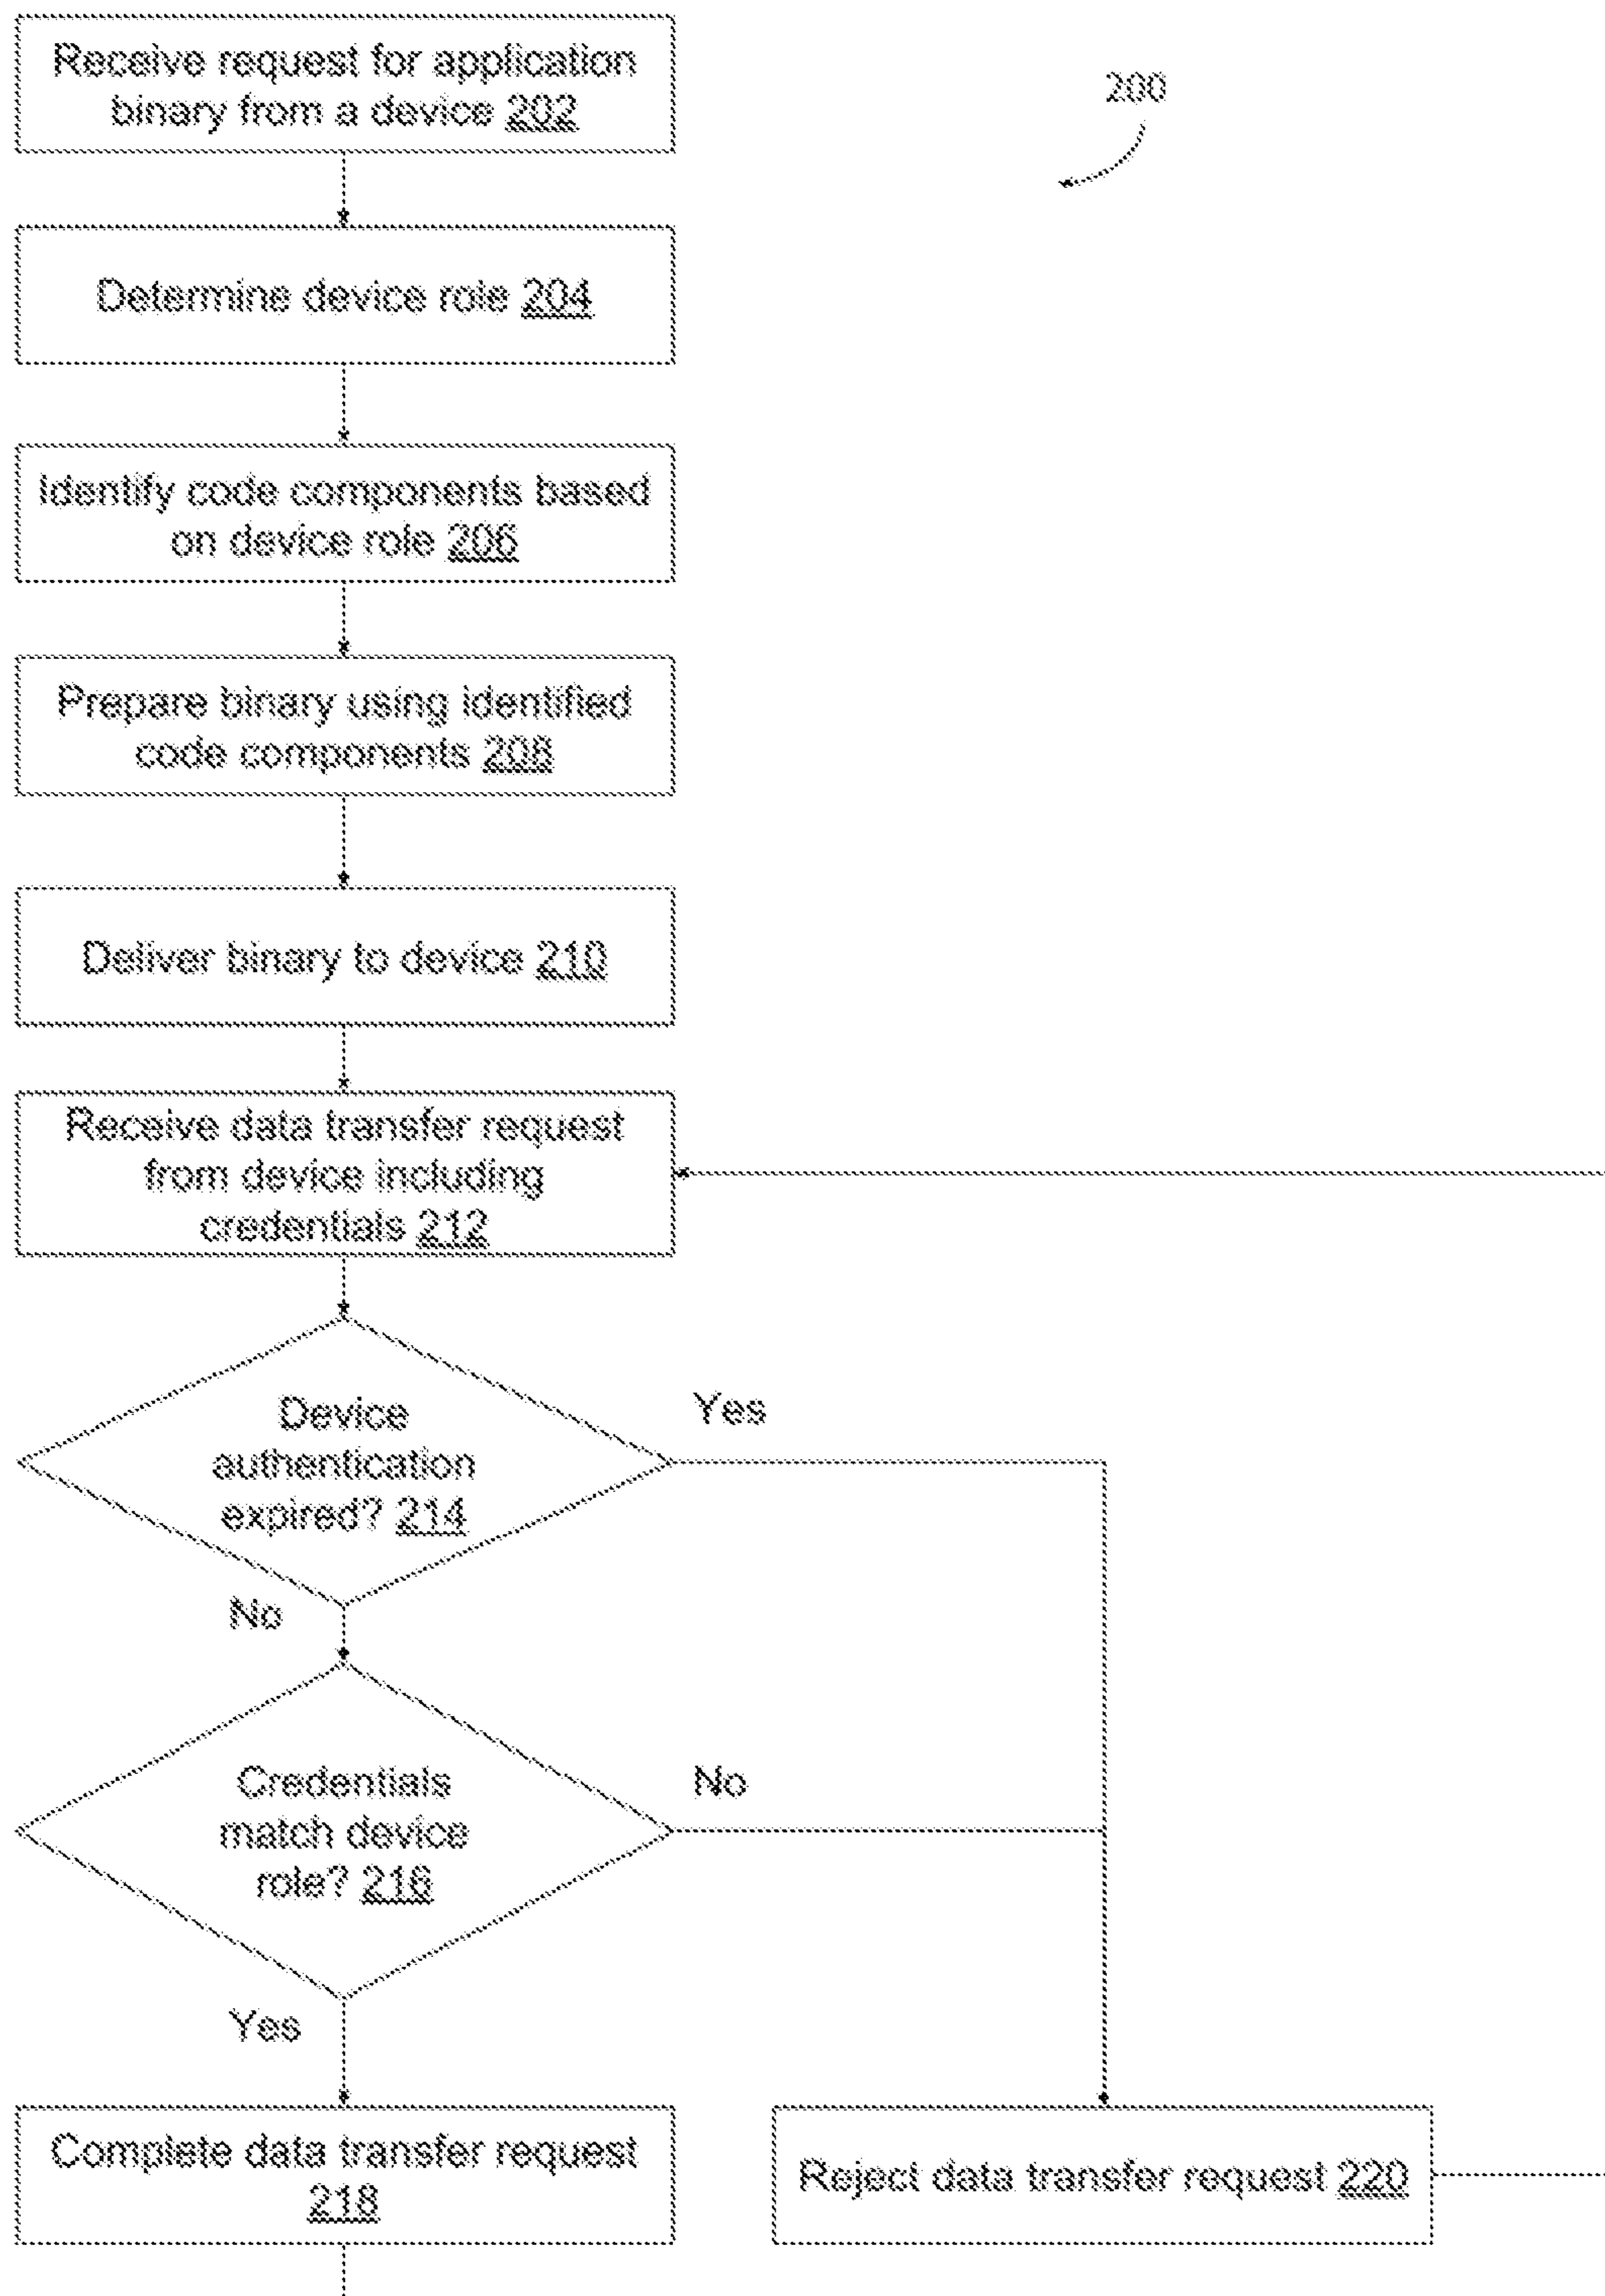 Receive request for application
binary from a device 202
200
Determine device role 204
Identify code components based
on device role 206
Prepare binary using identified
code components 208
Deliver binary to device 210
Receive data transfer request
from device including
credentials 212
Device
authentication
expired? 214
Yes
No
Credentials
match device
role? 216
No
Yes
Complete data transfer request
218
Reject data transfer request 220